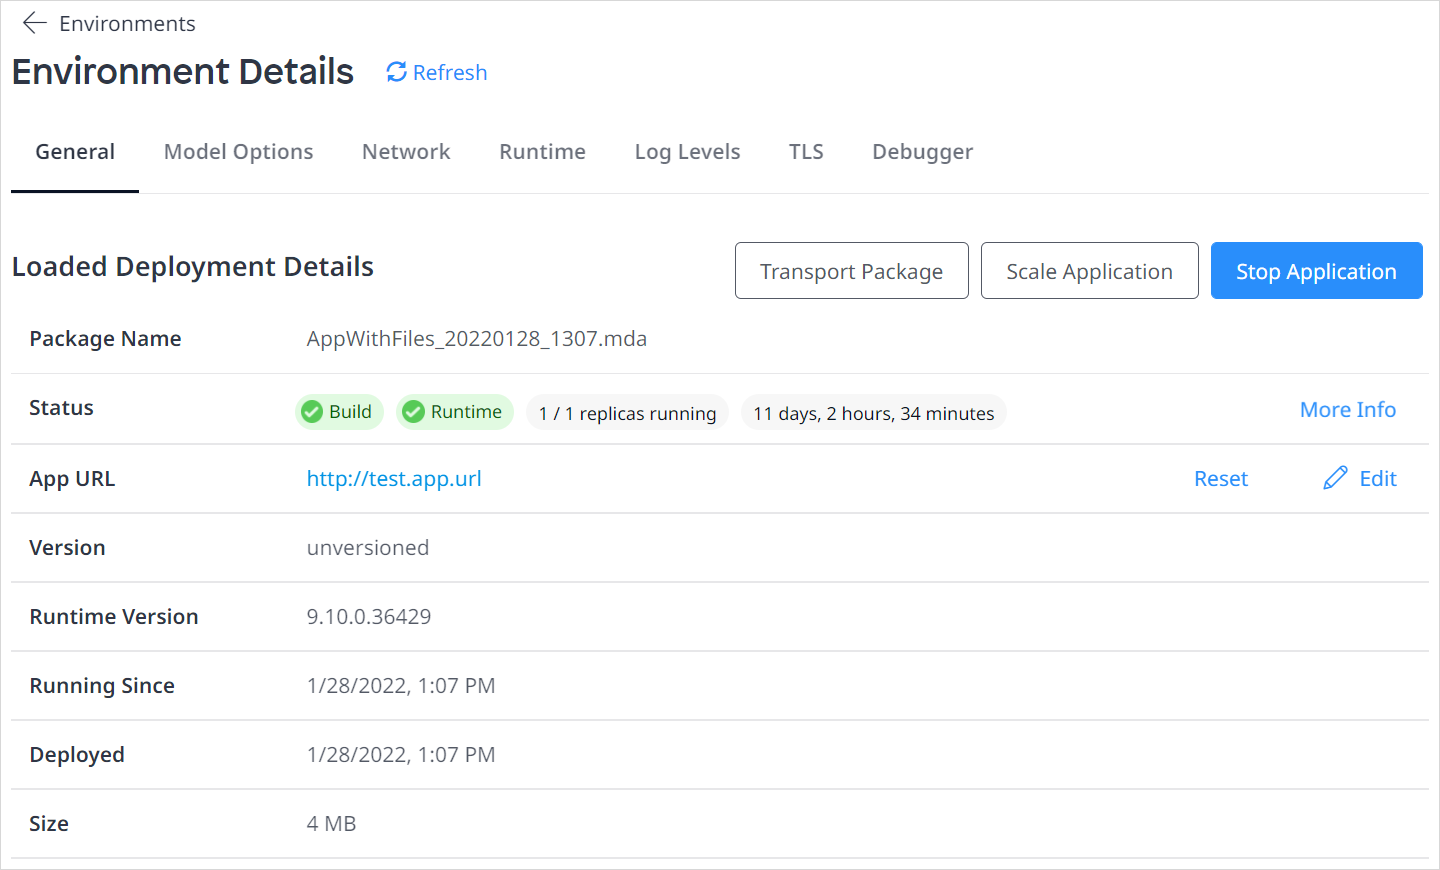 Environments
Environment Details Refresh
General Model Options Network Runtime Log Levels TLS Debugger
Loaded Deployment Details Transport Package Scale Application Stop Application
Package Name AppWithFiles_20220128_1307.mda
Status Build Runtime 1 / 1 replicas running 11 days, 2 hours, 34 minutes More Info
App URL http://test.app.url Reset Edit
Version unversioned
Runtime Version 9.10.0.36429
Running Since 1/28/2022, 1:07 PM
Deployed 1/28/2022, 1:07 PM
Size 4 MB